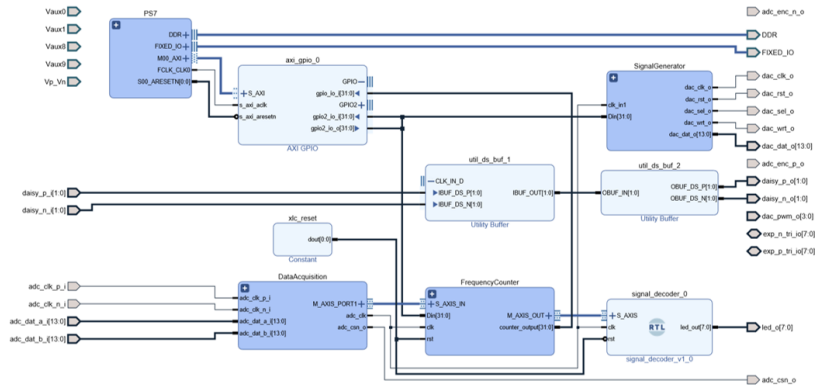 Vaux0
Vaux1
Vaux8
Vaux9
Vp_Vn
PS7
DDR
FIXED_IO
M00_AXI
FCLK_CLK0
S00_ARESETN[0:0]
axi_gpio_0
S_AXI
s_axi_aclk
s_axi_aresetn
GPIO
gpio_io_i[31:0]
GPIO2
gpio2_io_i[31:0]
gpio2_io_o[31:0]
AXI GPIO
SignalGenerator
clk_in1
Din[31:0]
dac_clk_o
dac_rst_o
dac_sel_o
dac_wrt_o
dac_dat_o[13:0]
adc_enc_n_o
DDR
FIXED_IO
dac_clk_o
dac_rst_o
dac_sel_o
dac_wrt_o
dac_dat_o[13:0]
adc_enc_p_o
daisy_p_o[1:0]
daisy_n_o[1:0]
dac_pwm_o[3:0]
exp_n_tri_io[7:0]
exp_p_tri_io[7:0]
daisy_p_i[1:0]
daisy_n_i[1:0]
util_ds_buf_1
CLK_IN_D
IBUF_DS_P[1:0]
IBUF_DS_N[1:0]
IBUF_OUT[1:0]
Utility Buffer
util_ds_buf_2
OBUF_IN[1:0]
OBUF_DS_P[1:0]
OBUF_DS_N[1:0]
Utility Buffer
xlc_reset
dout[0:0]
Constant
adc_clk_p_i
adc_clk_n_i
adc_dat_a_i[13:0]
adc_dat_b_i[13:0]
DataAcquisition
adc_clk_p_i
adc_clk_n_i
adc_dat_a_i[13:0]
adc_dat_b_i[13:0]
M_AXIS_PORT1
adc_clk
adc_csn_o
FrequencyCounter
S_AXIS_IN
Din[31:0]
clk
rst
M_AXIS_OUT
counter_output[31:0]
signal_decoder_0
S_AXIS
clk
rst
RTL
led_out[7:0]
signal_decoder_v1_0
led_o[7:0]
adc_csn_o